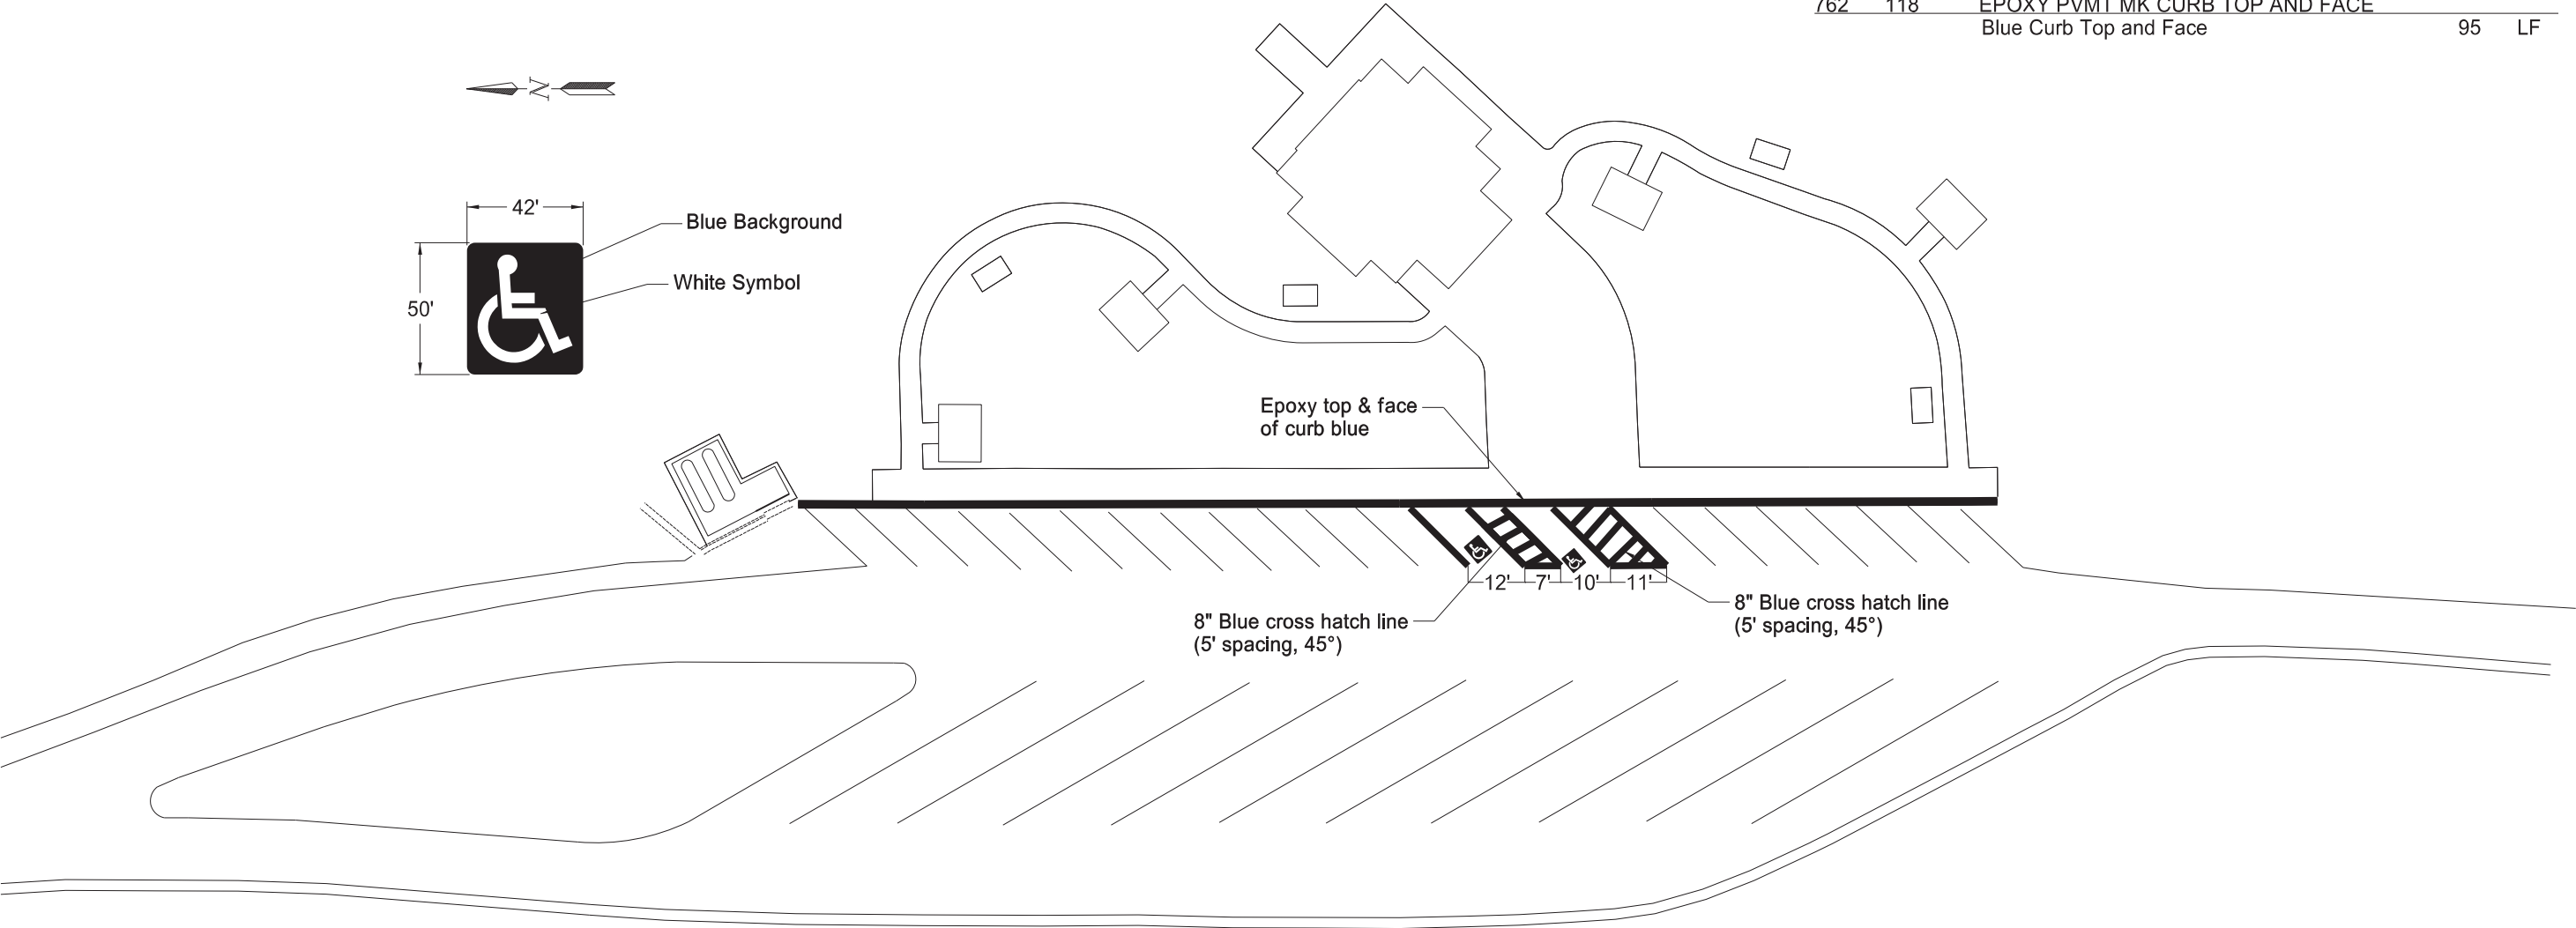 762 118 EPOXY PVMT MK CURB TOP AND FACE
Blue Curb Top and Face 95 LF
N
42'
Blue Background
White Symbol
50'
Epoxy top & face
of curb blue
12' 7' 10' 11'
8" Blue cross hatch line
(5' spacing, 45°)
8" Blue cross hatch line
(5' spacing, 45°)